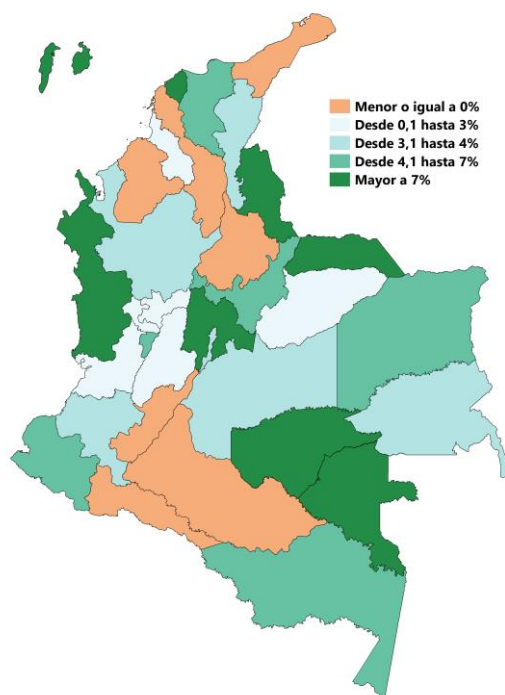 Menor o igual a 0%
Desde 0,1 hasta 3%
Desde 3,1 hasta 4%
Desde 4,1 hasta 7%
Mayor a 7%